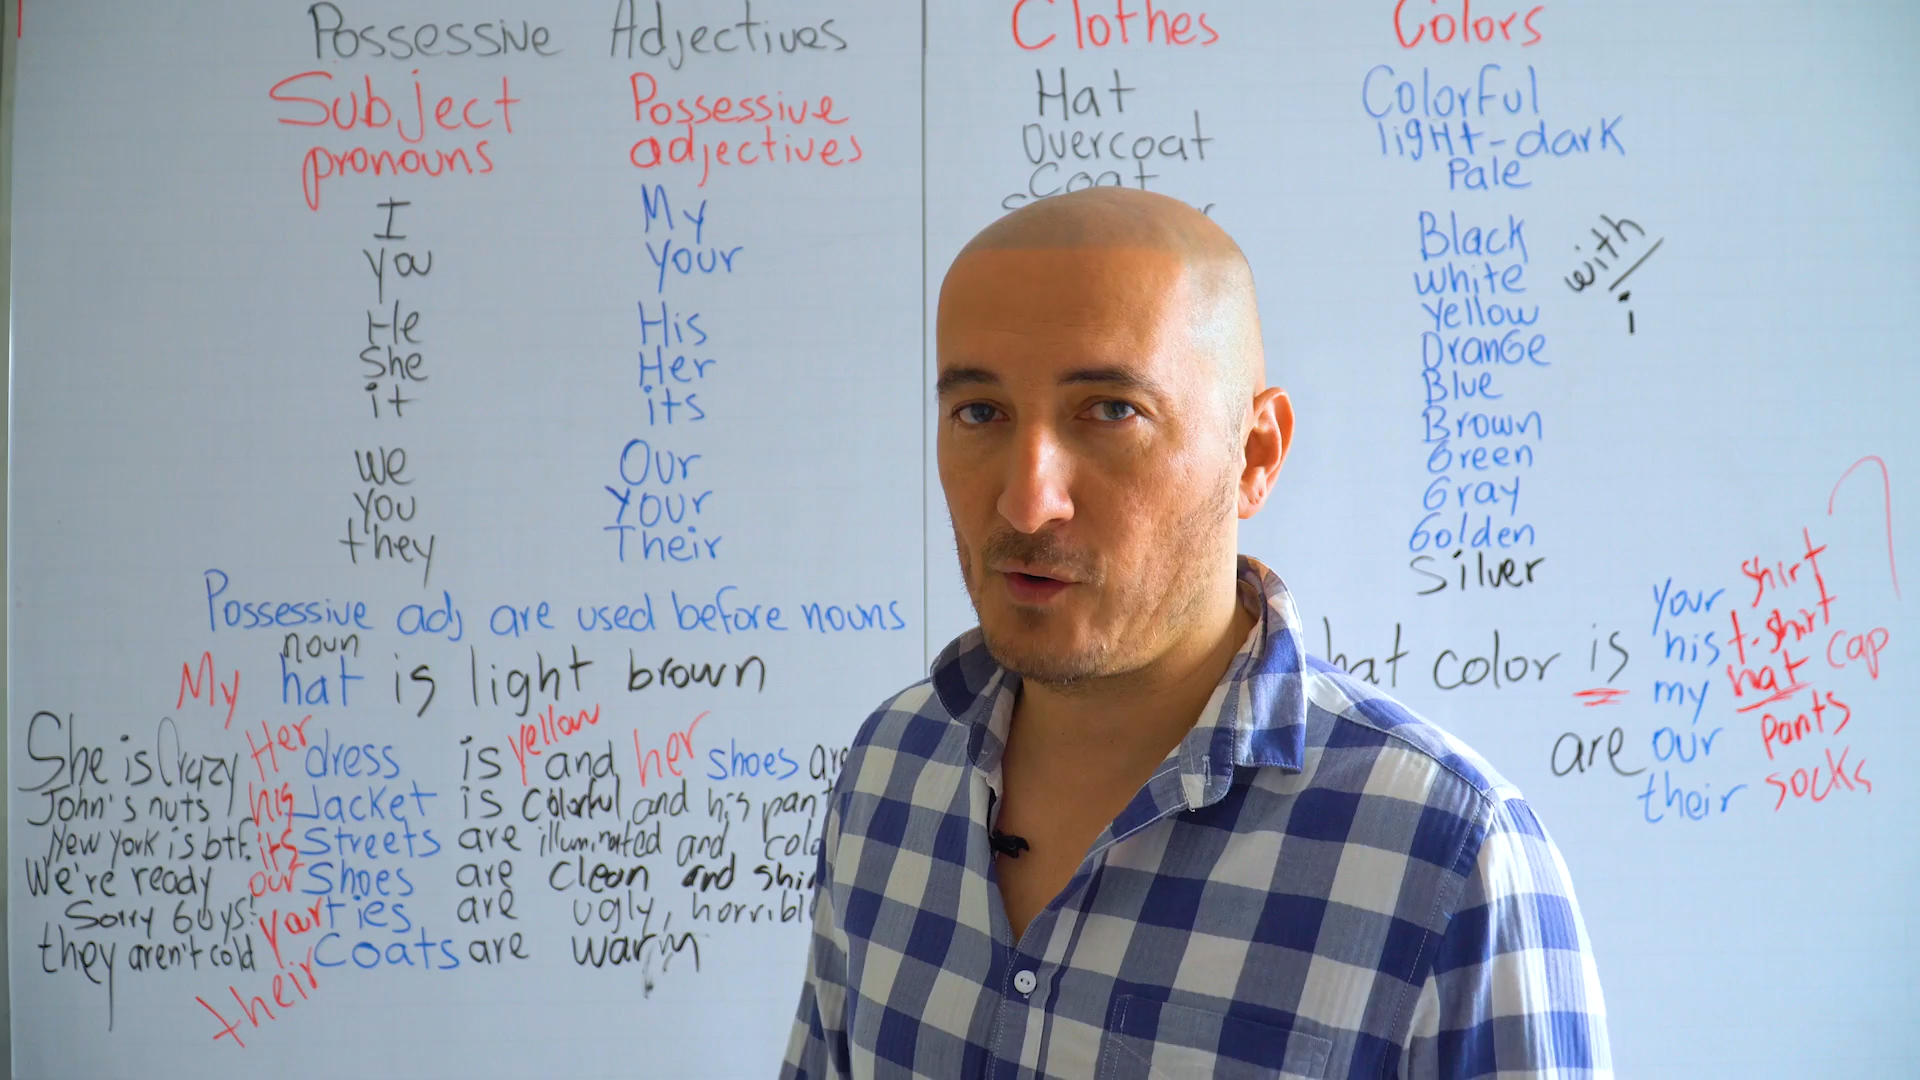 Possessive Adjectives
Subject pronouns
Possessive adjectives
I My
you your
He His
She Her
it its
we Our
you your
they Their
Possessive adj are used before nouns
noun
My hat is light brown
She is Crazy Her dress is yellow and her shoes are
John's nuts his Jacket is Colorful and his pant
New York is btf. its Streets are illuminated and
We're ready our Shoes are Clean and
Sorry Guys! your ties are ugly,
they aren't cold their Coats are warm
Clothes
Hat
Overcoat
Coat
Colors
Colorful
light-dark
Pale
Black
white
Yellow
Orange
Blue
Brown
Green
Gray
Golden
Silver
with
i
hat color is
your shirt
his t-shirt
my hat cap
are our pants
their socks